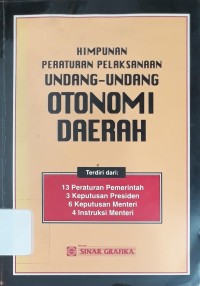 HIMPUNAN
PERATURAN PELAKSANAAN
UNDANG-UNDANG
OTONOMI
DAERAH
Terdiri dari:
13 Peraturan Pemerintah
3 Keputusan Presiden
6 Keputusan Menteri
4 Instruksi Menteri
SINAR GRAFIKA